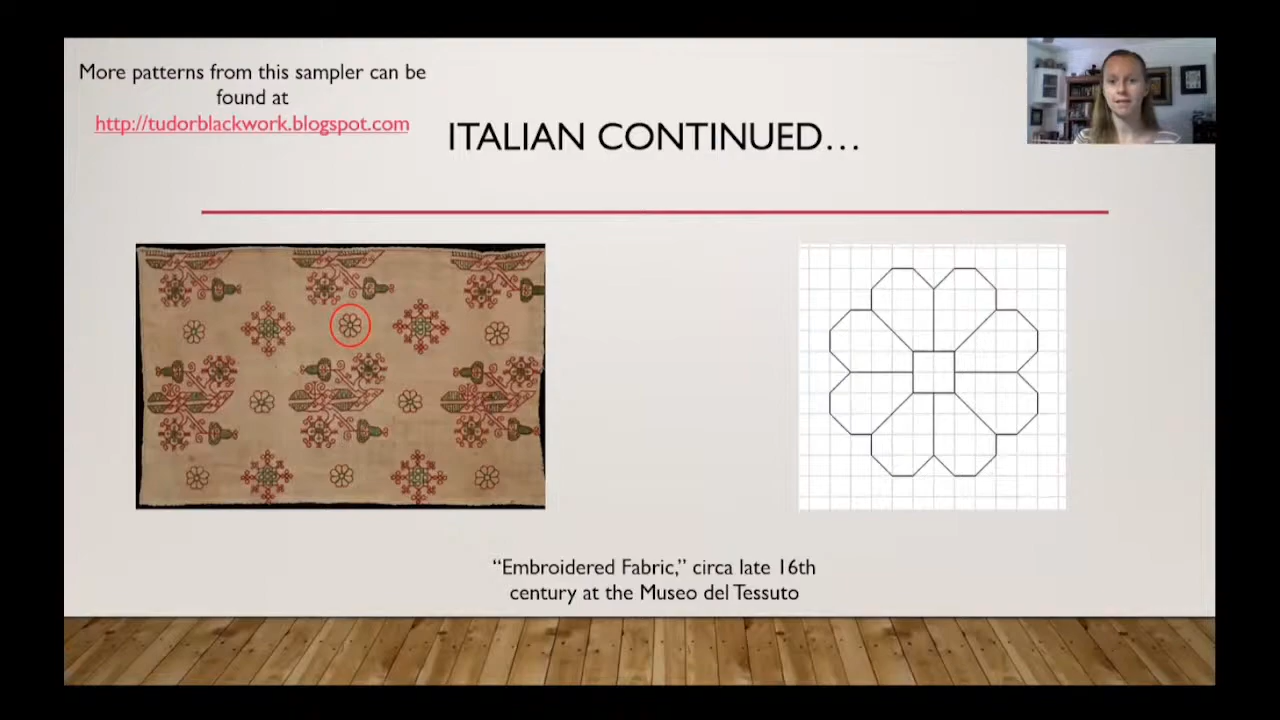 More patterns from this sampler can be
found at
http://tudorblackwork.blogspot.com
ITALIAN CONTINUED...
“Embroidered Fabric,” circa late 16th
century at the Museo del Tessuto